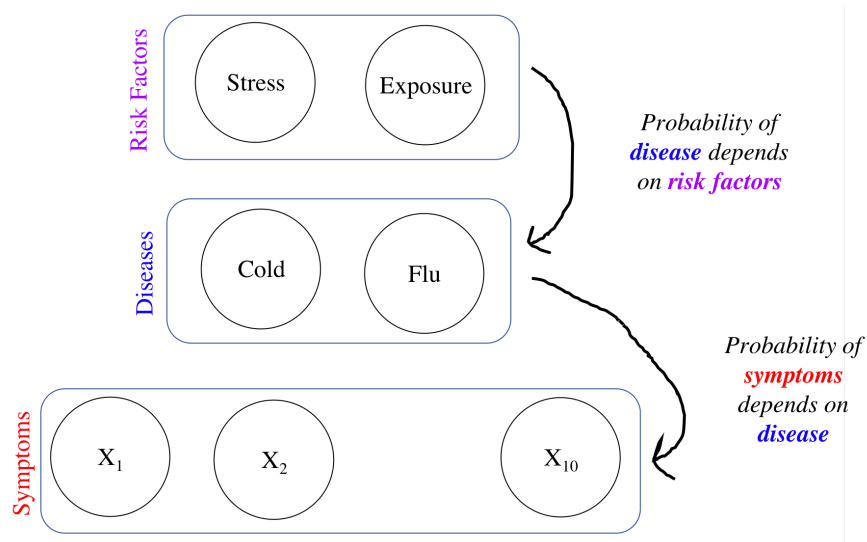 Risk Factors
Stress
Exposure
Probability of
disease depends
on risk factors
Diseases
Cold
Flu
Probability of
symptoms
depends on
disease
Symptoms
X₁
X₂
X₁₀